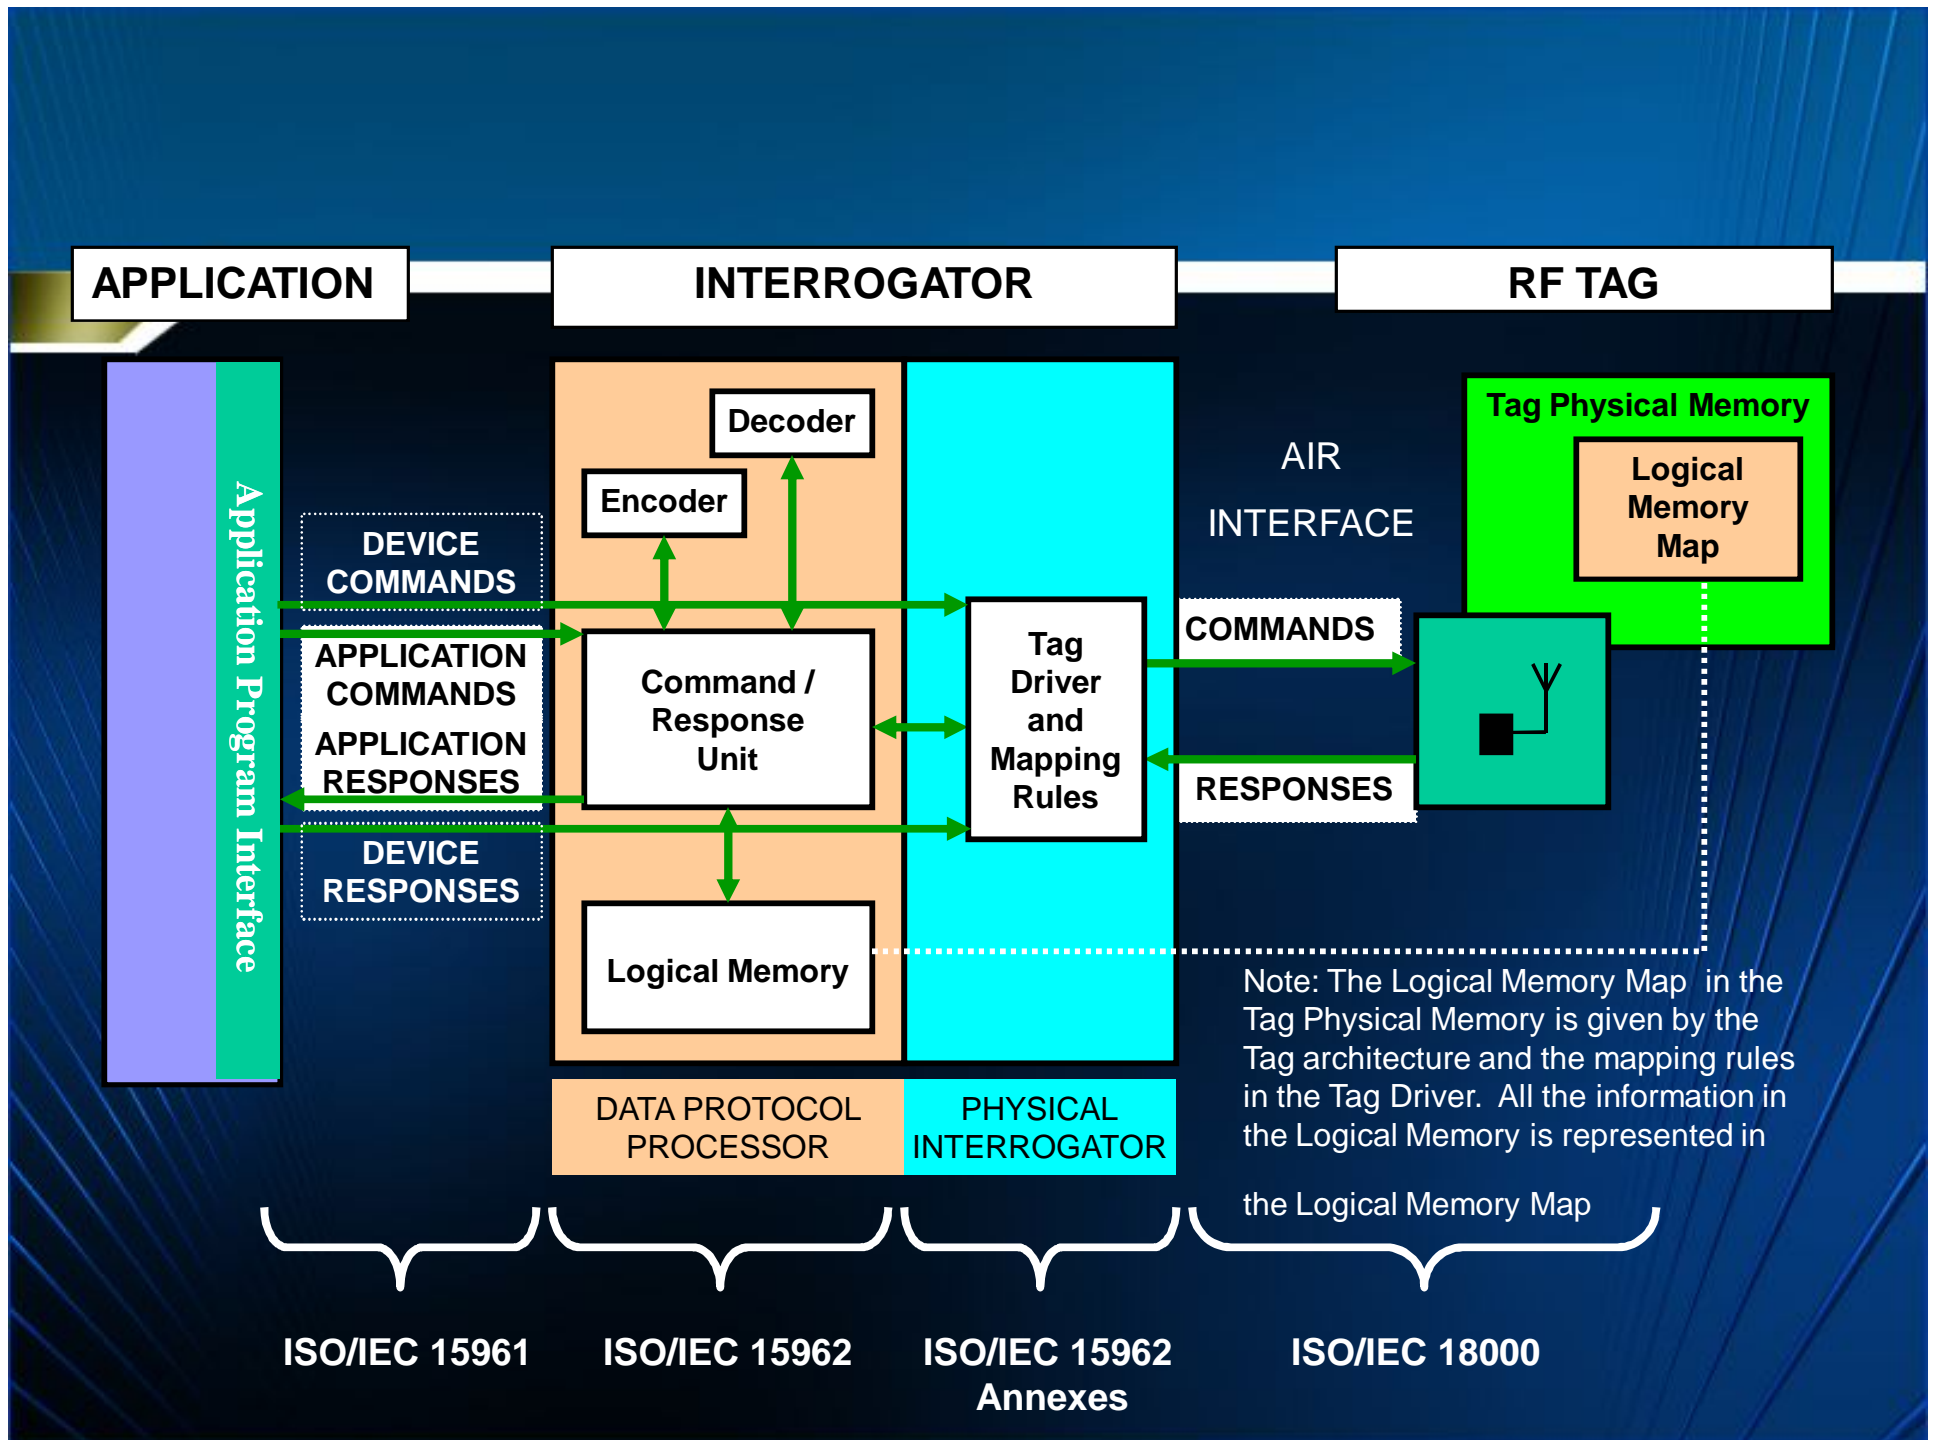 APPLICATION
INTERROGATOR
RF TAG
Application Program Interface
DEVICE
COMMANDS
APPLICATION
COMMANDS
APPLICATION
RESPONSES
DEVICE
RESPONSES
Decoder
Encoder
Command /
Response
Unit
Logical Memory
Tag
Driver
and
Mapping
Rules
AIR
INTERFACE
COMMANDS
RESPONSES
Tag Physical Memory
Logical
Memory
Map
Note: The Logical Memory Map in the
Tag Physical Memory is given by the
Tag architecture and the mapping rules
in the Tag Driver. All the information in
the Logical Memory is represented in
the Logical Memory Map
DATA PROTOCOL
PROCESSOR
PHYSICAL
INTERROGATOR
ISO/IEC 15961
ISO/IEC 15962
ISO/IEC 15962
Annexes
ISO/IEC 18000